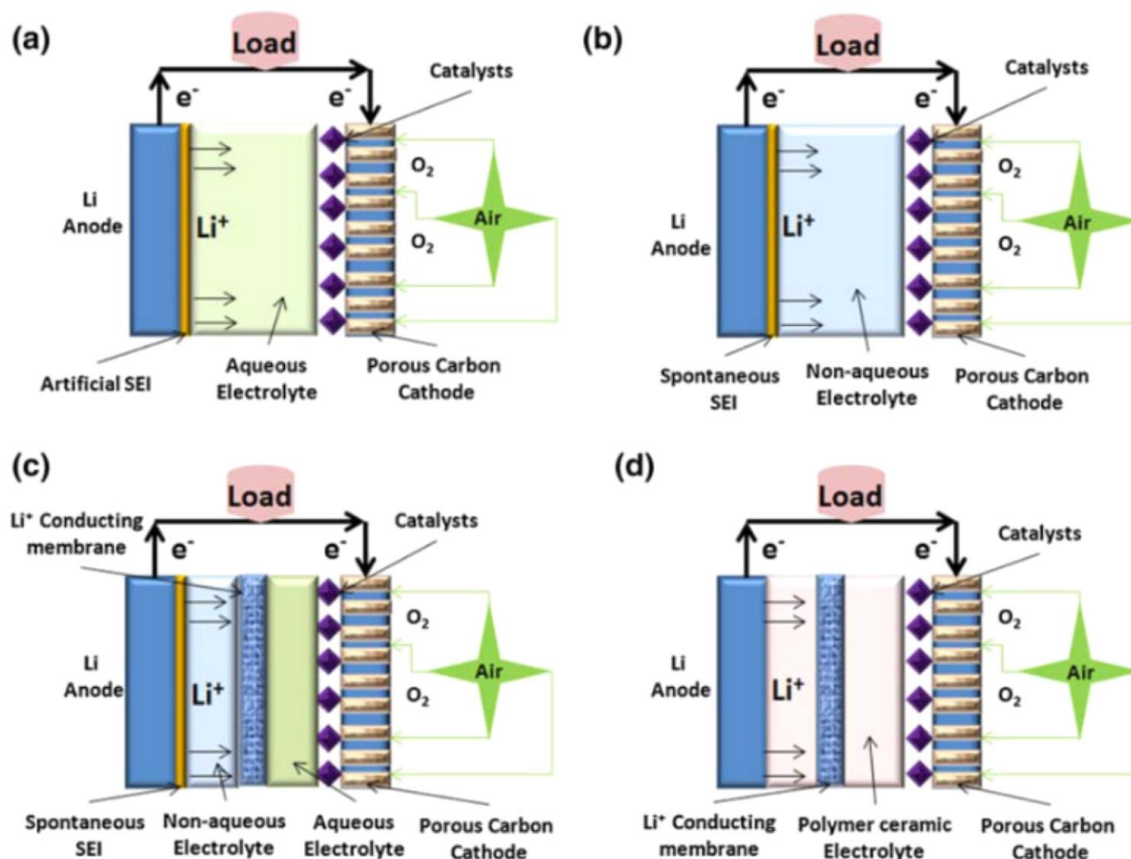 (a)
Load
e⁻
e⁻
Catalysts
Li
Anode
Li⁺
O₂
O₂
Air
Artificial SEI
Aqueous
Electrolyte
Porous Carbon
Cathode
(b)
Load
e⁻
e⁻
Catalysts
Li
Anode
Li⁺
O₂
O₂
Air
Spontaneous
SEI
Non-aqueous
Electrolyte
Porous Carbon
Cathode
(c)
Load
Li⁺ Conducting
membrane
e⁻
e⁻
Catalysts
Li
Anode
Li⁺
O₂
O₂
Air
Spontaneous
SEI
Non-aqueous
Electrolyte
Aqueous
Electrolyte
Porous Carbon
Cathode
(d)
Load
e⁻
e⁻
Catalysts
Li
Anode
Li⁺
O₂
O₂
Air
Li⁺ Conducting
membrane
Polymer ceramic
Electrolyte
Porous Carbon
Cathode